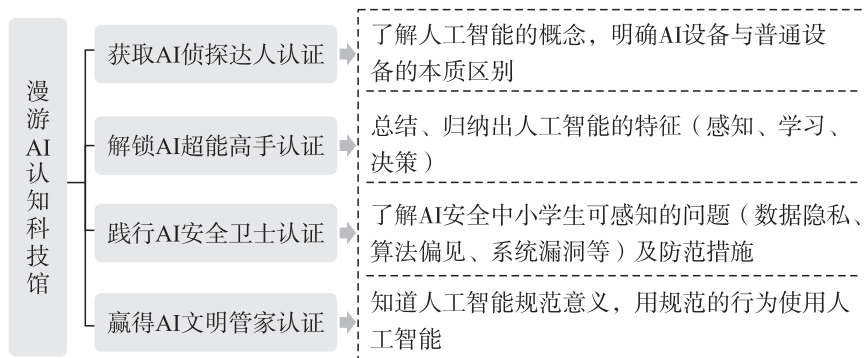 漫游AI认知科技馆
获取AI侦探达人认证
了解人工智能的概念，明确AI设备与普通设
备的本质区别
解锁AI超能高手认证
总结、归纳出人工智能的特征（感知、学习、
决策）
践行AI安全卫士认证
了解AI安全中小学生可感知的问题（数据隐私、
算法偏见、系统漏洞等）及防范措施
赢得AI文明管家认证
知道人工智能规范意义，用规范的行为使用人
工智能